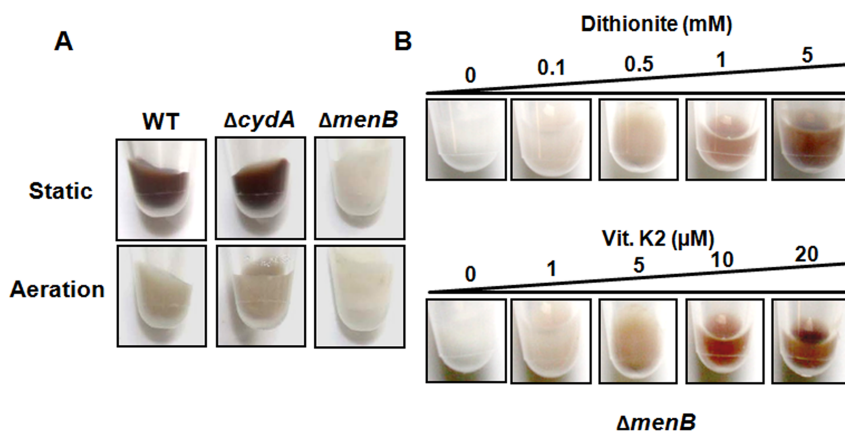 A
WT ΔcydA ΔmenB
Static
Aeration
B
Dithionite (mM)
0 0.1 0.5 1 5
Vit. K2 (µM)
0 1 5 10 20
ΔmenB